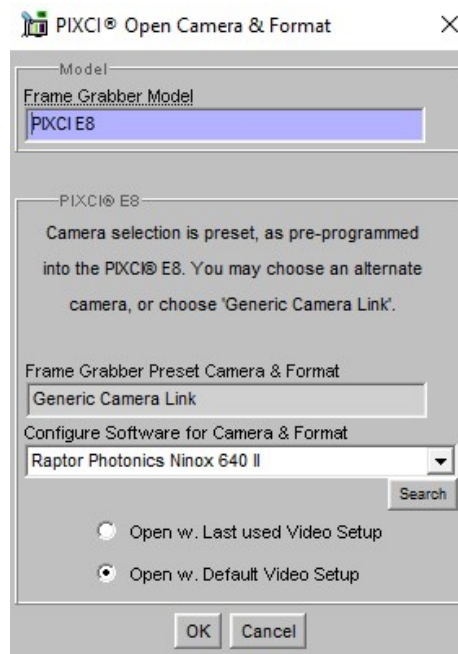 PIXCI® Open Camera & Format
Model
Frame Grabber Model
PIXCI E8
PIXCI® E8
Camera selection is preset, as pre-programmed
into the PIXCI® E8. You may choose an alternate
camera, or choose 'Generic Camera Link'.
Frame Grabber Preset Camera & Format
Generic Camera Link
Configure Software for Camera & Format
Raptor Photonics Ninox 640 II
Search
Open w. Last used Video Setup
Open w. Default Video Setup
OK Cancel